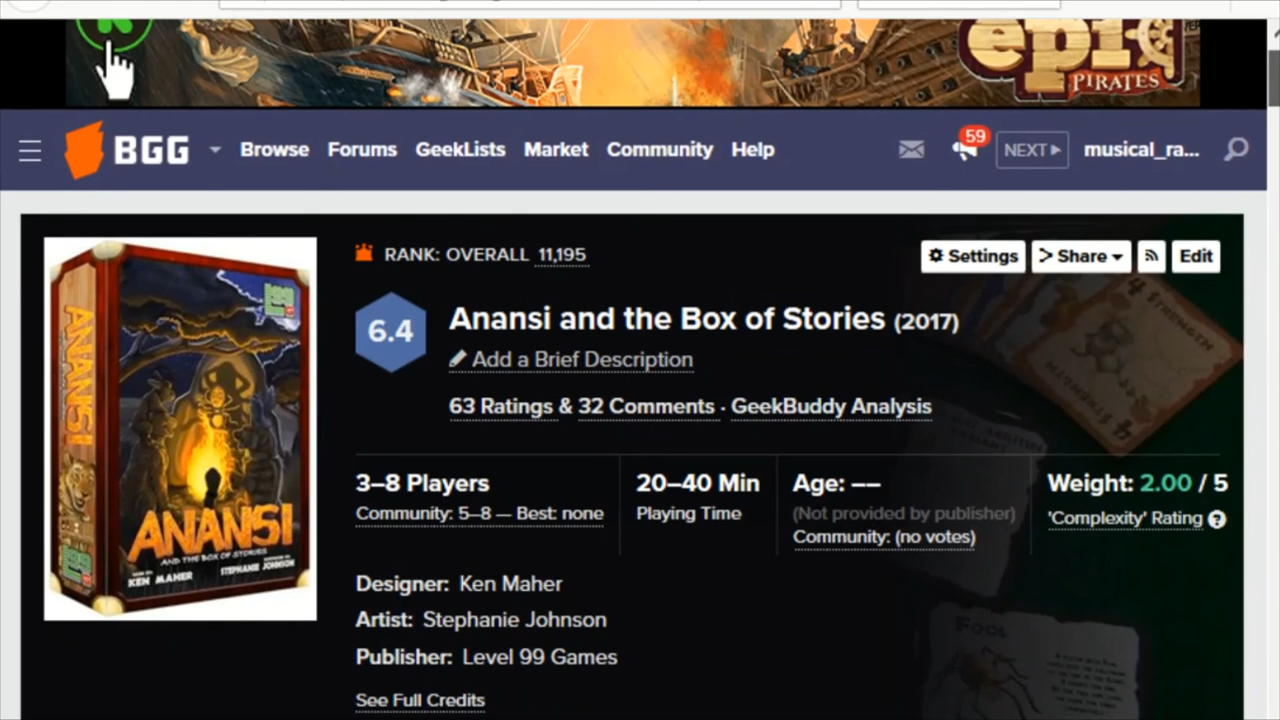 epic
PIRATES
BGG Browse Forums GeekLists Market Community Help 59 NEXT musical_ra...
RANK: OVERALL 11,195
Settings Share Edit
6.4 Anansi and the Box of Stories (2017)
Add a Brief Description
63 Ratings & 32 Comments · GeekBuddy Analysis
3–8 Players
Community: 5–8 — Best: none
20–40 Min
Playing Time
Age: ––
(Not provided by publisher)
Community: (no votes)
Weight: 2.00 / 5
'Complexity' Rating ?
Designer: Ken Maher
Artist: Stephanie Johnson
Publisher: Level 99 Games
See Full Credits
ANANSI
ANANSI
AND THE BOX OF STORIES
KEN MAHER
STEPHANIE JOHNSON
4 STRENGTH
FOOL